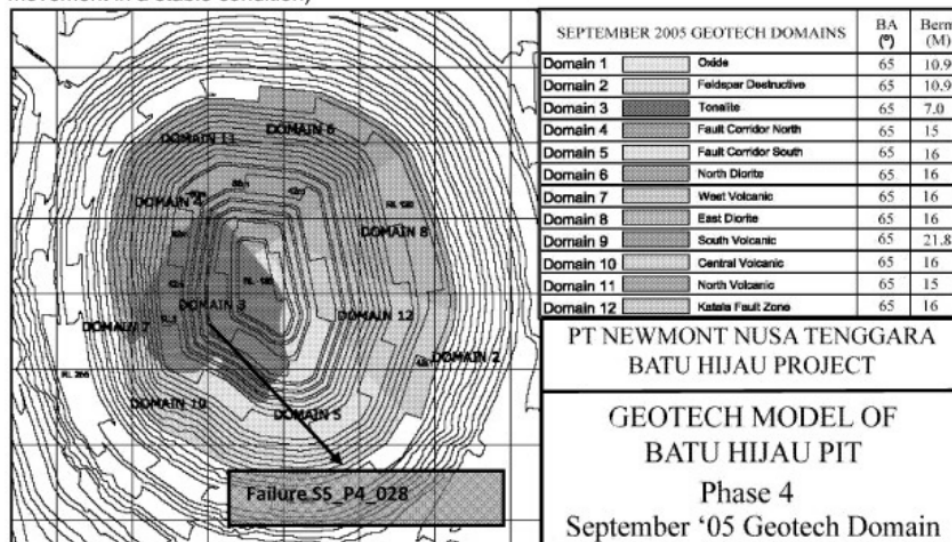 movement in a stable condition)
SEPTEMBER 2005 GEOTECH DOMAINS BA (º) Berm (M)
Domain 1 Oxide 65 10.9
Domain 2 Feldspar Destructive 65 10.9
Domain 3 Tonalite 65 7.0
Domain 4 Fault Corridor North 65 15
Domain 5 Fault Corridor South 65 16
Domain 6 North Diorite 65 16
Domain 7 West Volcanic 65 16
Domain 8 East Diorite 65 16
Domain 9 South Volcanic 65 21.8
Domain 10 Central Volcanic 65 16
Domain 11 North Volcanic 65 15
Domain 12 Katala Fault Zone 65 16
PT NEWMONT NUSA TENGGARA
BATU HIJAU PROJECT
GEOTECH MODEL OF
BATU HIJAU PIT
Phase 4
September ‘05 Geotech Domain
DOMAIN 6
DOMAIN 11
DOMAIN 4
DOMAIN 8
DOMAIN 3
DOMAIN 12
DOMAIN 7
DOMAIN 2
DOMAIN 10
DOMAIN 5
Failure S5_P4_028